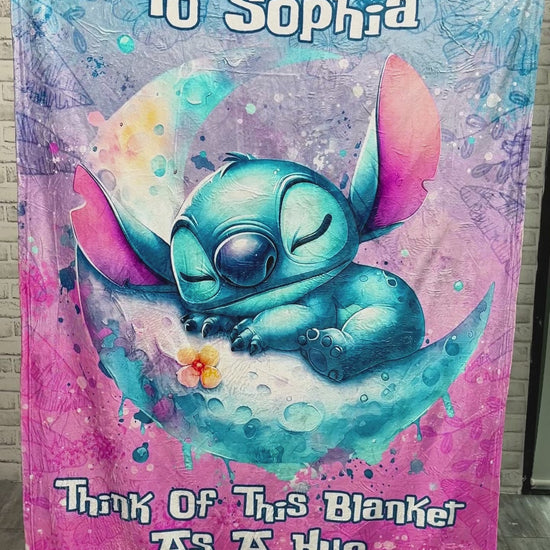 To Sophia
Think Of This Blanket
As A Hug